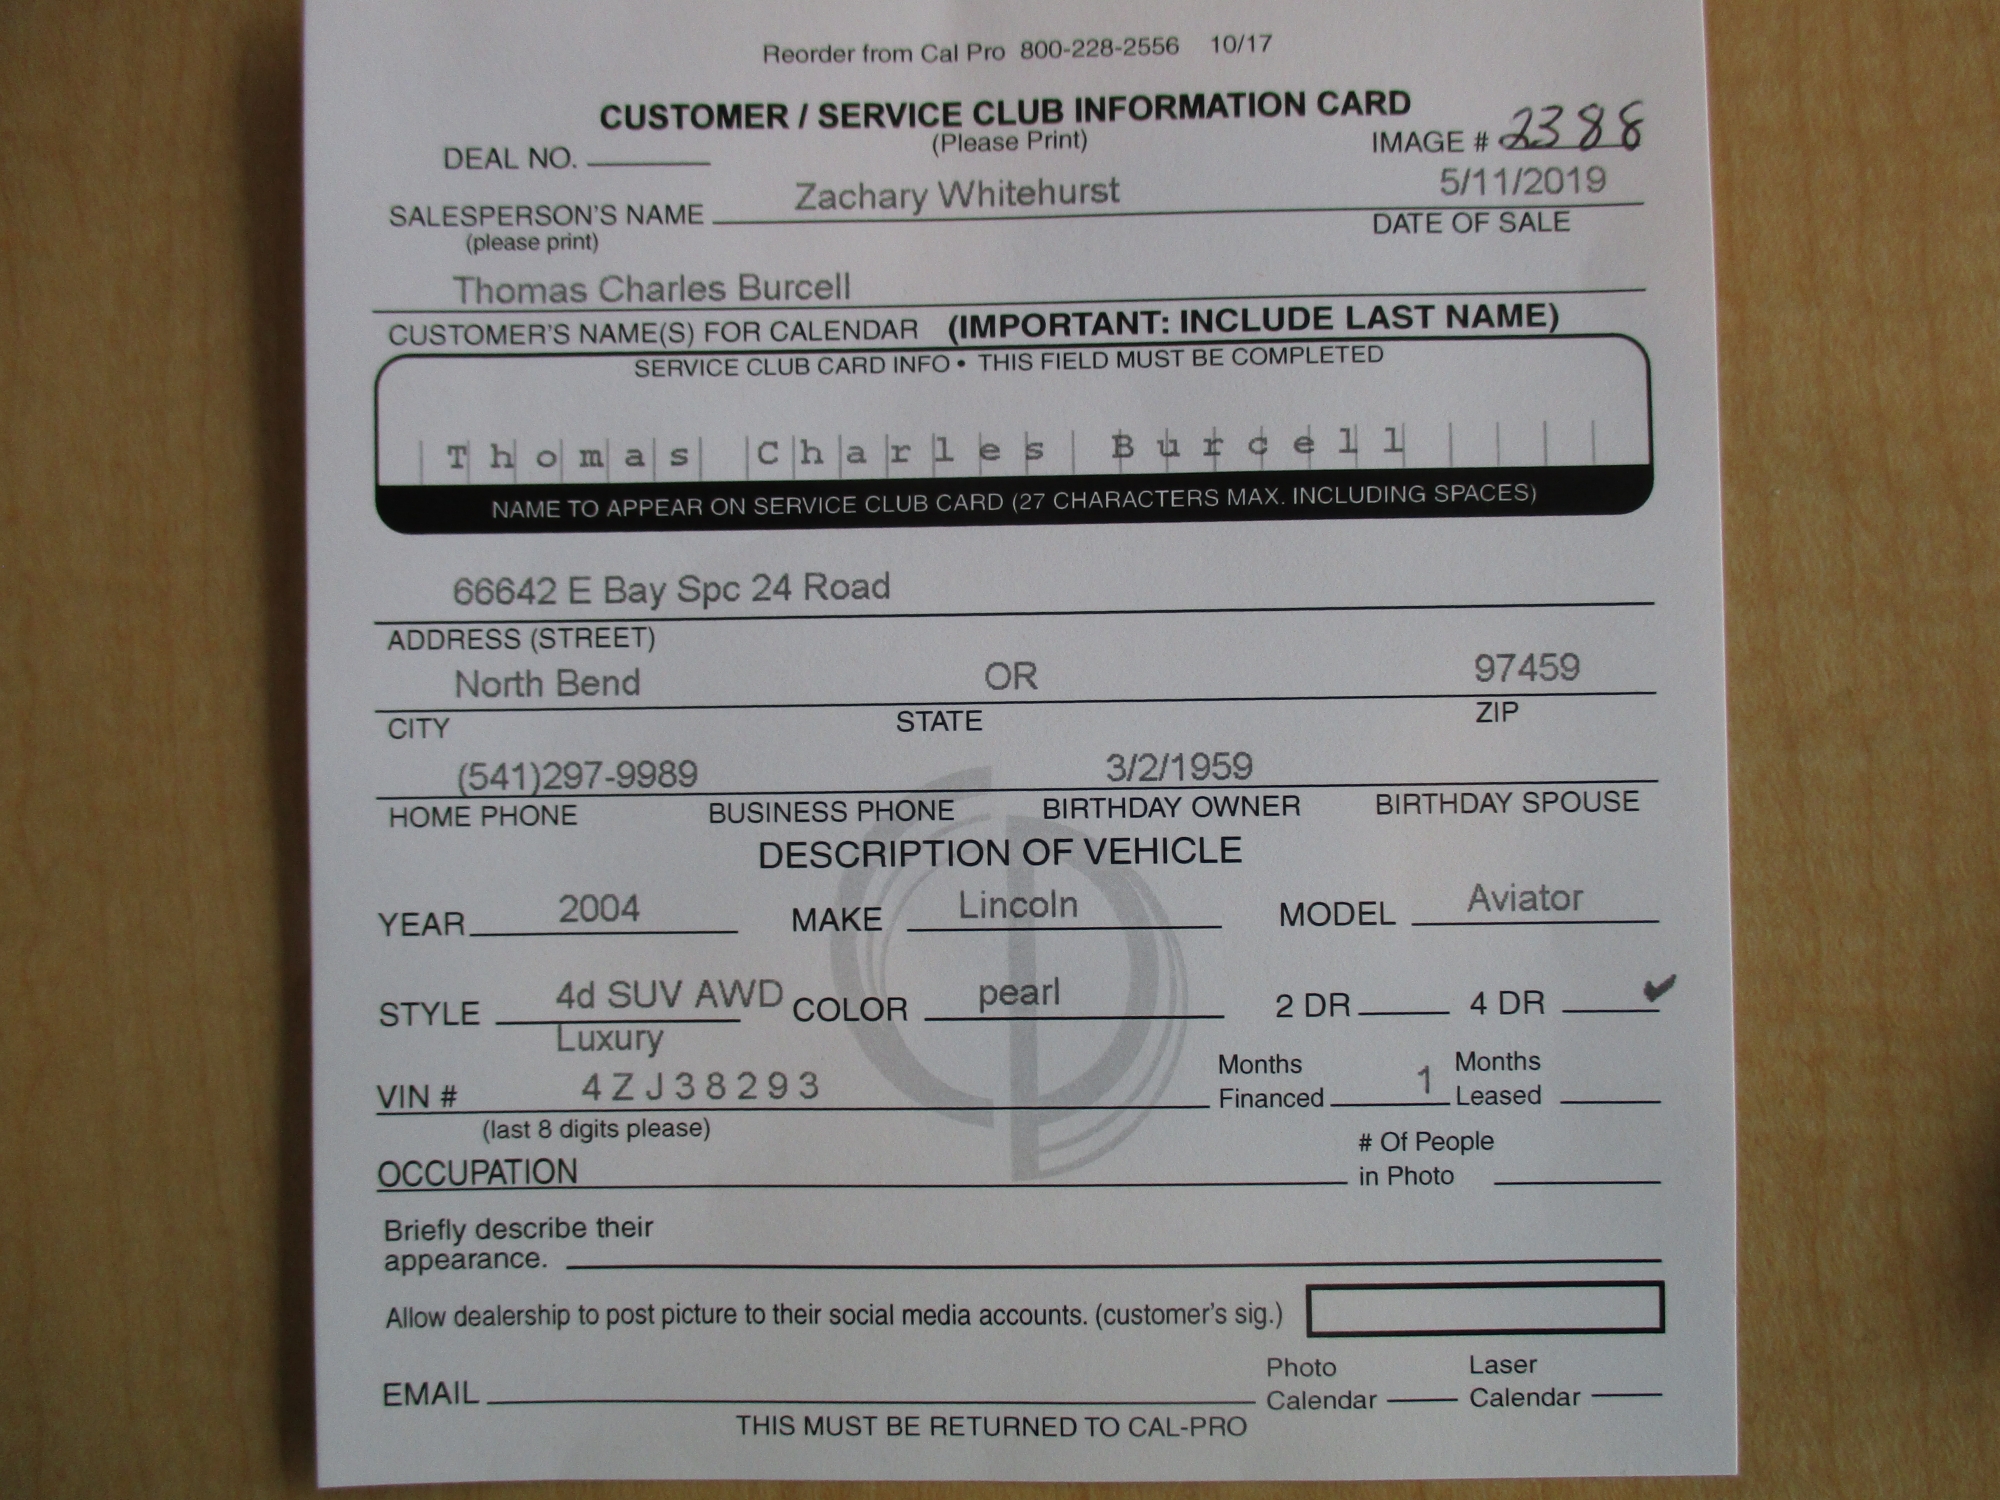 Reorder from Cal Pro 800-228-2556 10/17
CUSTOMER / SERVICE CLUB INFORMATION CARD
(Please Print)
DEAL NO.
IMAGE # 2388
SALESPERSON'S NAME Zachary Whitehurst 5/11/2019
(please print)
DATE OF SALE
Thomas Charles Burcell
CUSTOMER'S NAME(S) FOR CALENDAR (IMPORTANT: INCLUDE LAST NAME)
SERVICE CLUB CARD INFO • THIS FIELD MUST BE COMPLETED
Thomas Charles Burcell
NAME TO APPEAR ON SERVICE CLUB CARD (27 CHARACTERS MAX. INCLUDING SPACES)
66642 E Bay Spc 24 Road
ADDRESS (STREET)
North Bend OR 97459
CITY STATE ZIP
(541)297-9989 3/2/1959
HOME PHONE BUSINESS PHONE BIRTHDAY OWNER BIRTHDAY SPOUSE
DESCRIPTION OF VEHICLE
YEAR 2004 MAKE Lincoln MODEL Aviator
STYLE 4d SUV AWD COLOR pearl 2 DR 4 DR ✔
Luxury
VIN # 4ZJ38293 Months Financed 1 Months Leased
(last 8 digits please)
OCCUPATION # Of People in Photo
Briefly describe their
appearance.
Allow dealership to post picture to their social media accounts. (customer's sig.)
EMAIL Photo Calendar Laser Calendar
THIS MUST BE RETURNED TO CAL-PRO